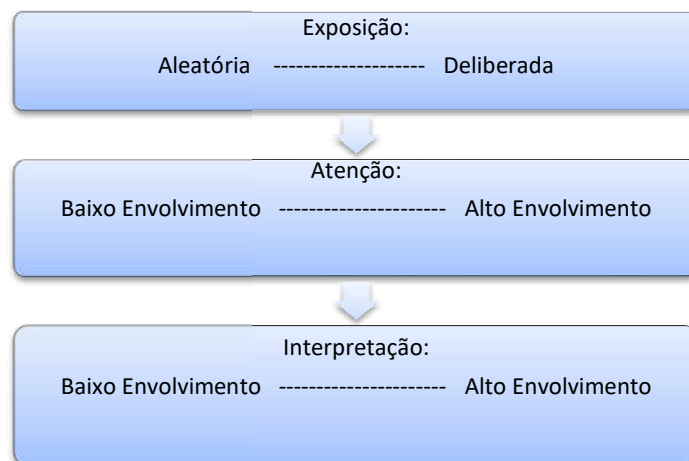 Exposição:
Aleatória -------------------- Deliberada
Atenção:
Baixo Envolvimento ---------------------- Alto Envolvimento
Interpretação:
Baixo Envolvimento ---------------------- Alto Envolvimento